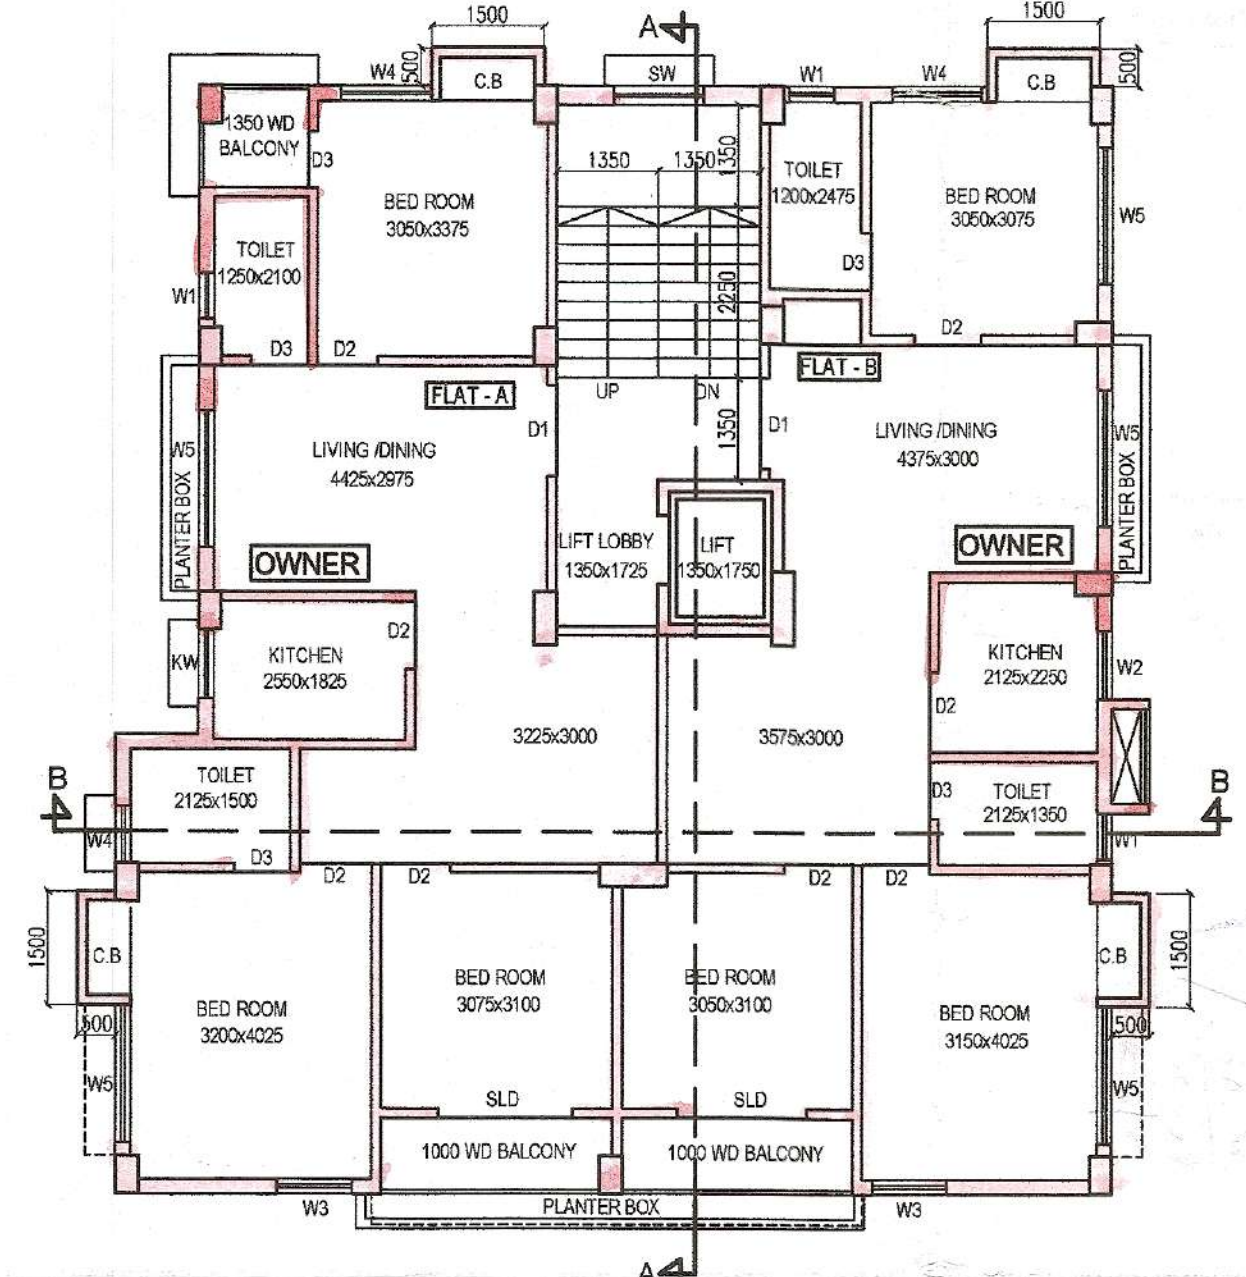 1500
A
1500
W4
500
C.B
SW
W1
W4
C.B
500
1350 WD
BALCONY
D3
BED ROOM
3050x3375
1350
1350
1350
TOILET
1200x2475
BED ROOM
3050x3075
W5
TOILET
1250x2100
W1
D3
D3
D2
2250
D2
FLAT - A
UP
DN
FLAT - B
D1
1350
D1
W5
PLANTER BOX
LIVING /DINING
4425x2975
LIVING /DINING
4375x3000
W5
PLANTER BOX
OWNER
LIFT LOBBY
1350x1725
LIFT
1350x1750
OWNER
KW
KITCHEN
2550x1825
D2
KITCHEN
2125x2250
W2
D2
3225x3000
3575x3000
B
TOILET
2125x1500
D3
TOILET
2125x1350
B
W4
D3
W1
D2
D2
D2
D2
1500
C.B
BED ROOM
3200x4025
BED ROOM
3075x3100
BED ROOM
3050x3100
BED ROOM
3150x4025
C.B
1500
500
500
W5
SLD
SLD
W5
1000 WD BALCONY
1000 WD BALCONY
W3
PLANTER BOX
W3
A